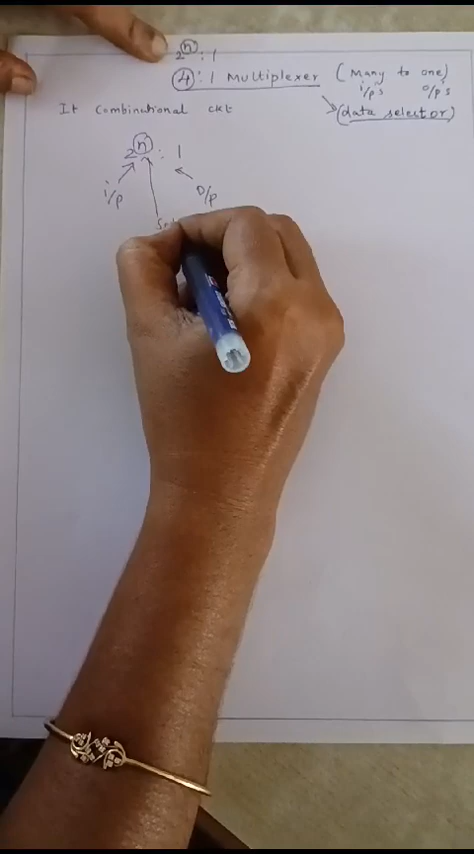 2ⁿ : 1
4 : 1 Multiplexer (Many to one)
i/p's o/p s
It Combinational ckt (data selector)
2ⁿ : 1
i/p o/p